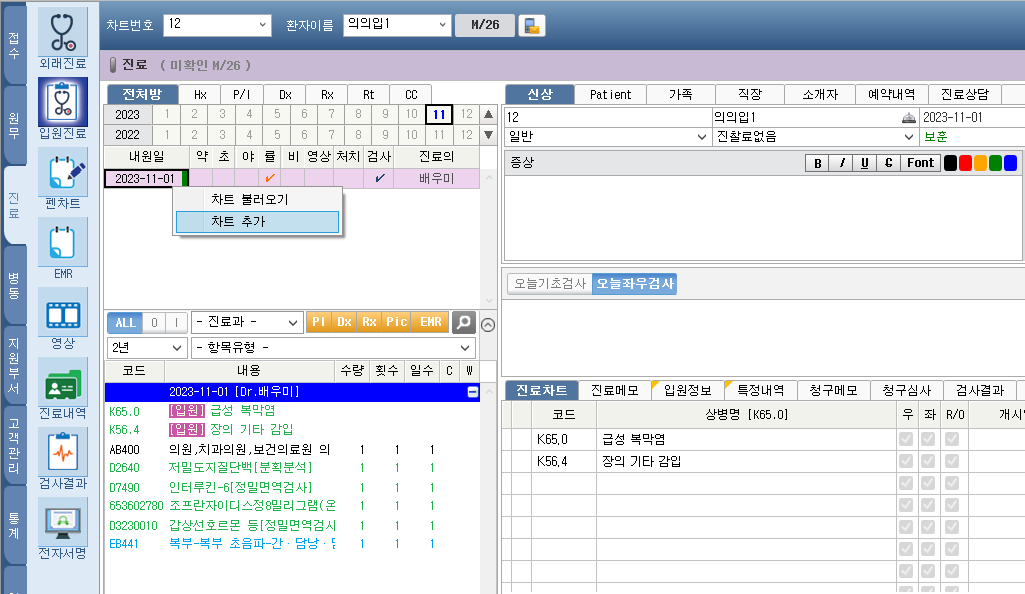 차트번호 12 환자이름 의의입1 M/26
접수
원무
진료
병동
지원부서
고객관리
통계
외래진료
입원진료
펜차트
EMR
영상
진료내역
검사결과
전자서명
진료 ( 미확인 M/26 )
전처방 Hx P/I Dx Rx Rt CC
2023 1 2 3 4 5 6 7 8 9 10 11 12
2022 1 2 3 4 5 6 7 8 9 10 11 12
내원일 약 초 야 률 비 영상 처치 검사 진료의
2023-11-01 배우미
차트 불러오기
차트 추가
ALL O I - 진료과 - PI Dx Rx Pic EMR
2년 - 항목유형 -
코드 내용 수량 횟수 일수 C W
2023-11-01 [Dr.배우미]
K65.0 [입원] 급성 복막염
K56.4 [입원] 장의 기타 감입
AB400 의원,치과의원,보건의료원 의 1 1 1
D2640 저밀도지질단백[분획분석] 1 1 1
D7490 인터루킨-6[정밀면역검사] 1 1 1
653602780 조프란자이디스정8밀리그램(온 1 1 1
D3230010 갑상선호르몬 등[정밀면역검사 1 1 1
EB441 복부-복부 초음파-간·담낭· 1 1 1
신상 Patient 가족 직장 소개자 예약내역 진료상담
12 의의입1 2023-11-01
일반 진찰료없음 보훈
증상 B I U C Font
오늘기초검사 오늘좌우검사
진료차트 진료메모 입원정보 특정내역 청구메모 청구심사 검사결과
코드 상병명 [K65.0] 우 좌 R/O 개시
K65.0 급성 복막염
K56.4 장의 기타 감입